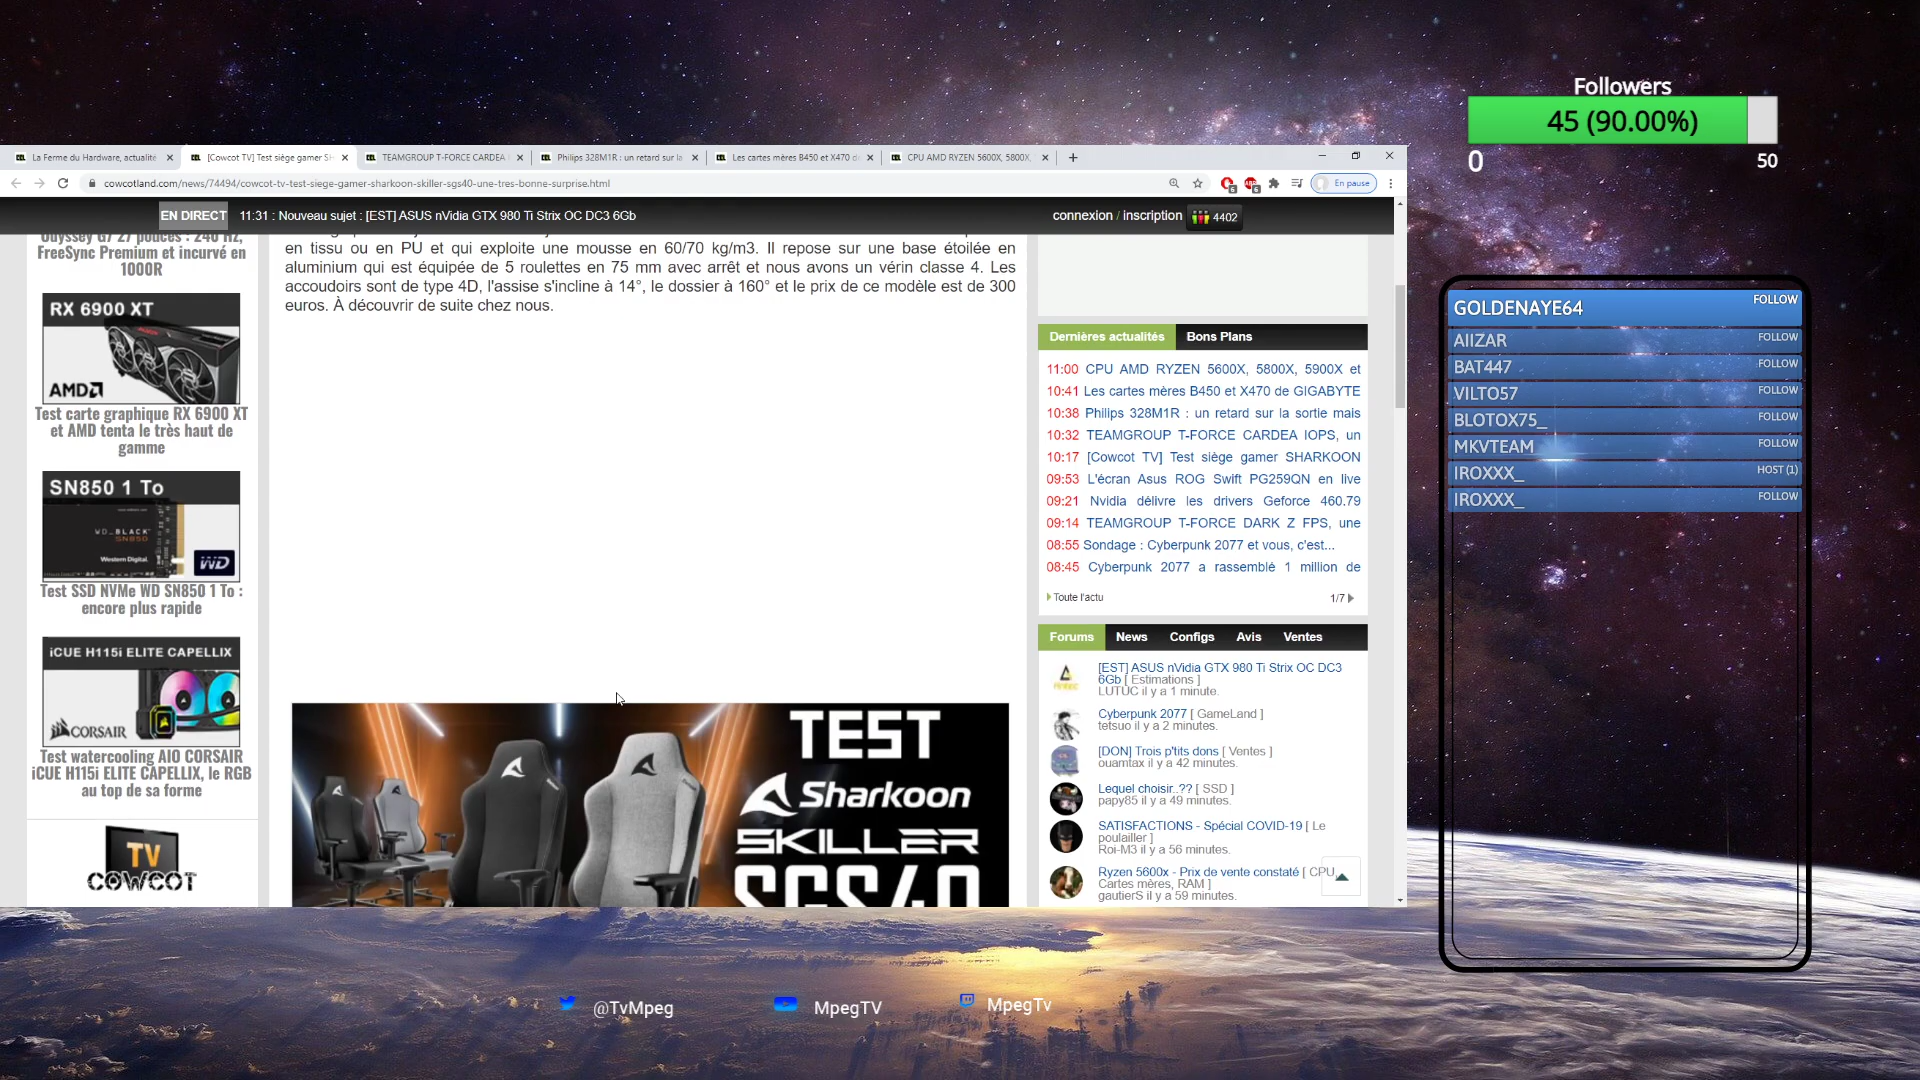 Followers
45 (90.00%)
0
50
La Ferme du Hardware, actualité
[Cowcot TV] Test siège gamer SH
TEAMGROUP T-FORCE CARDEA
Philips 328M1R : un retard sur la
Les cartes mères B450 et X470 d
CPU AMD RYZEN 5600X, 5800X,
cowcotland.com/news/74494/cowcot-tv-test-siege-gamer-sharkoon-skiller-sgs40-une-tres-bonne-surprise.html
En pause
EN DIRECT
11:31 : Nouveau sujet : [EST] ASUS nVidia GTX 980 Ti Strix OC DC3 6Gb
connexion / inscription
4402
Odyssey G7 27 pouces : 240 Hz,
FreeSync Premium et incurvé en
1000R
RX 6900 XT
AMD
Test carte graphique RX 6900 XT
et AMD tenta le très haut de
gamme
SN850 1 To
WD_BLACK
SN850
Western Digital.
WD
Test SSD NVMe WD SN850 1 To :
encore plus rapide
iCUE H115i ELITE CAPELLIX
CORSAIR
Test watercooling AIO CORSAIR
iCUE H115i ELITE CAPELLIX, le RGB
au top de sa forme
TV
COWCOT
en tissu ou en PU et qui exploite une mousse en 60/70 kg/m3. Il repose sur une base étoilée en
aluminium qui est équipée de 5 roulettes en 75 mm avec arrêt et nous avons un vérin classe 4. Les
accoudoirs sont de type 4D, l'assise s'incline à 14°, le dossier à 160° et le prix de ce modèle est de 300
euros. À découvrir de suite chez nous.
TEST
Sharkoon
SKILLER
SGS40
Dernières actualités
Bons Plans
11:00 CPU AMD RYZEN 5600X, 5800X, 5900X et
10:41 Les cartes mères B450 et X470 de GIGABYTE
10:38 Philips 328M1R : un retard sur la sortie mais
10:32 TEAMGROUP T-FORCE CARDEA IOPS, un
10:17 [Cowcot TV] Test siège gamer SHARKOON
09:53 L'écran Asus ROG Swift PG259QN en live
09:21 Nvidia délivre les drivers Geforce 460.79
09:14 TEAMGROUP T-FORCE DARK Z FPS, une
08:55 Sondage : Cyberpunk 2077 et vous, c'est...
08:45 Cyberpunk 2077 a rassemblé 1 million de
Toute l'actu
1/7
Forums
News
Configs
Avis
Ventes
[EST] ASUS nVidia GTX 980 Ti Strix OC DC3
6Gb [ Estimations ]
LUTUC il y a 1 minute.
Cyberpunk 2077 [ GameLand ]
tetsuo il y a 2 minutes.
[DON] Trois p'tits dons [ Ventes ]
ouamtax il y a 42 minutes.
Lequel choisir..?? [ SSD ]
papy85 il y a 49 minutes.
SATISFACTIONS - Spécial COVID-19 [ Le
poulailler ]
Roi-M3 il y a 56 minutes.
Ryzen 5600x - Prix de vente constaté [ CPU,
Cartes mères, RAM ]
gautierS il y a 59 minutes.
GOLDENAYE64
FOLLOW
AIIZAR
FOLLOW
BAT447
FOLLOW
VILTO57
FOLLOW
BLOTOX75_
FOLLOW
MKVTEAM
FOLLOW
IROXXX_
HOST (1)
IROXXX_
FOLLOW
@TvMpeg
MpegTV
MpegTv